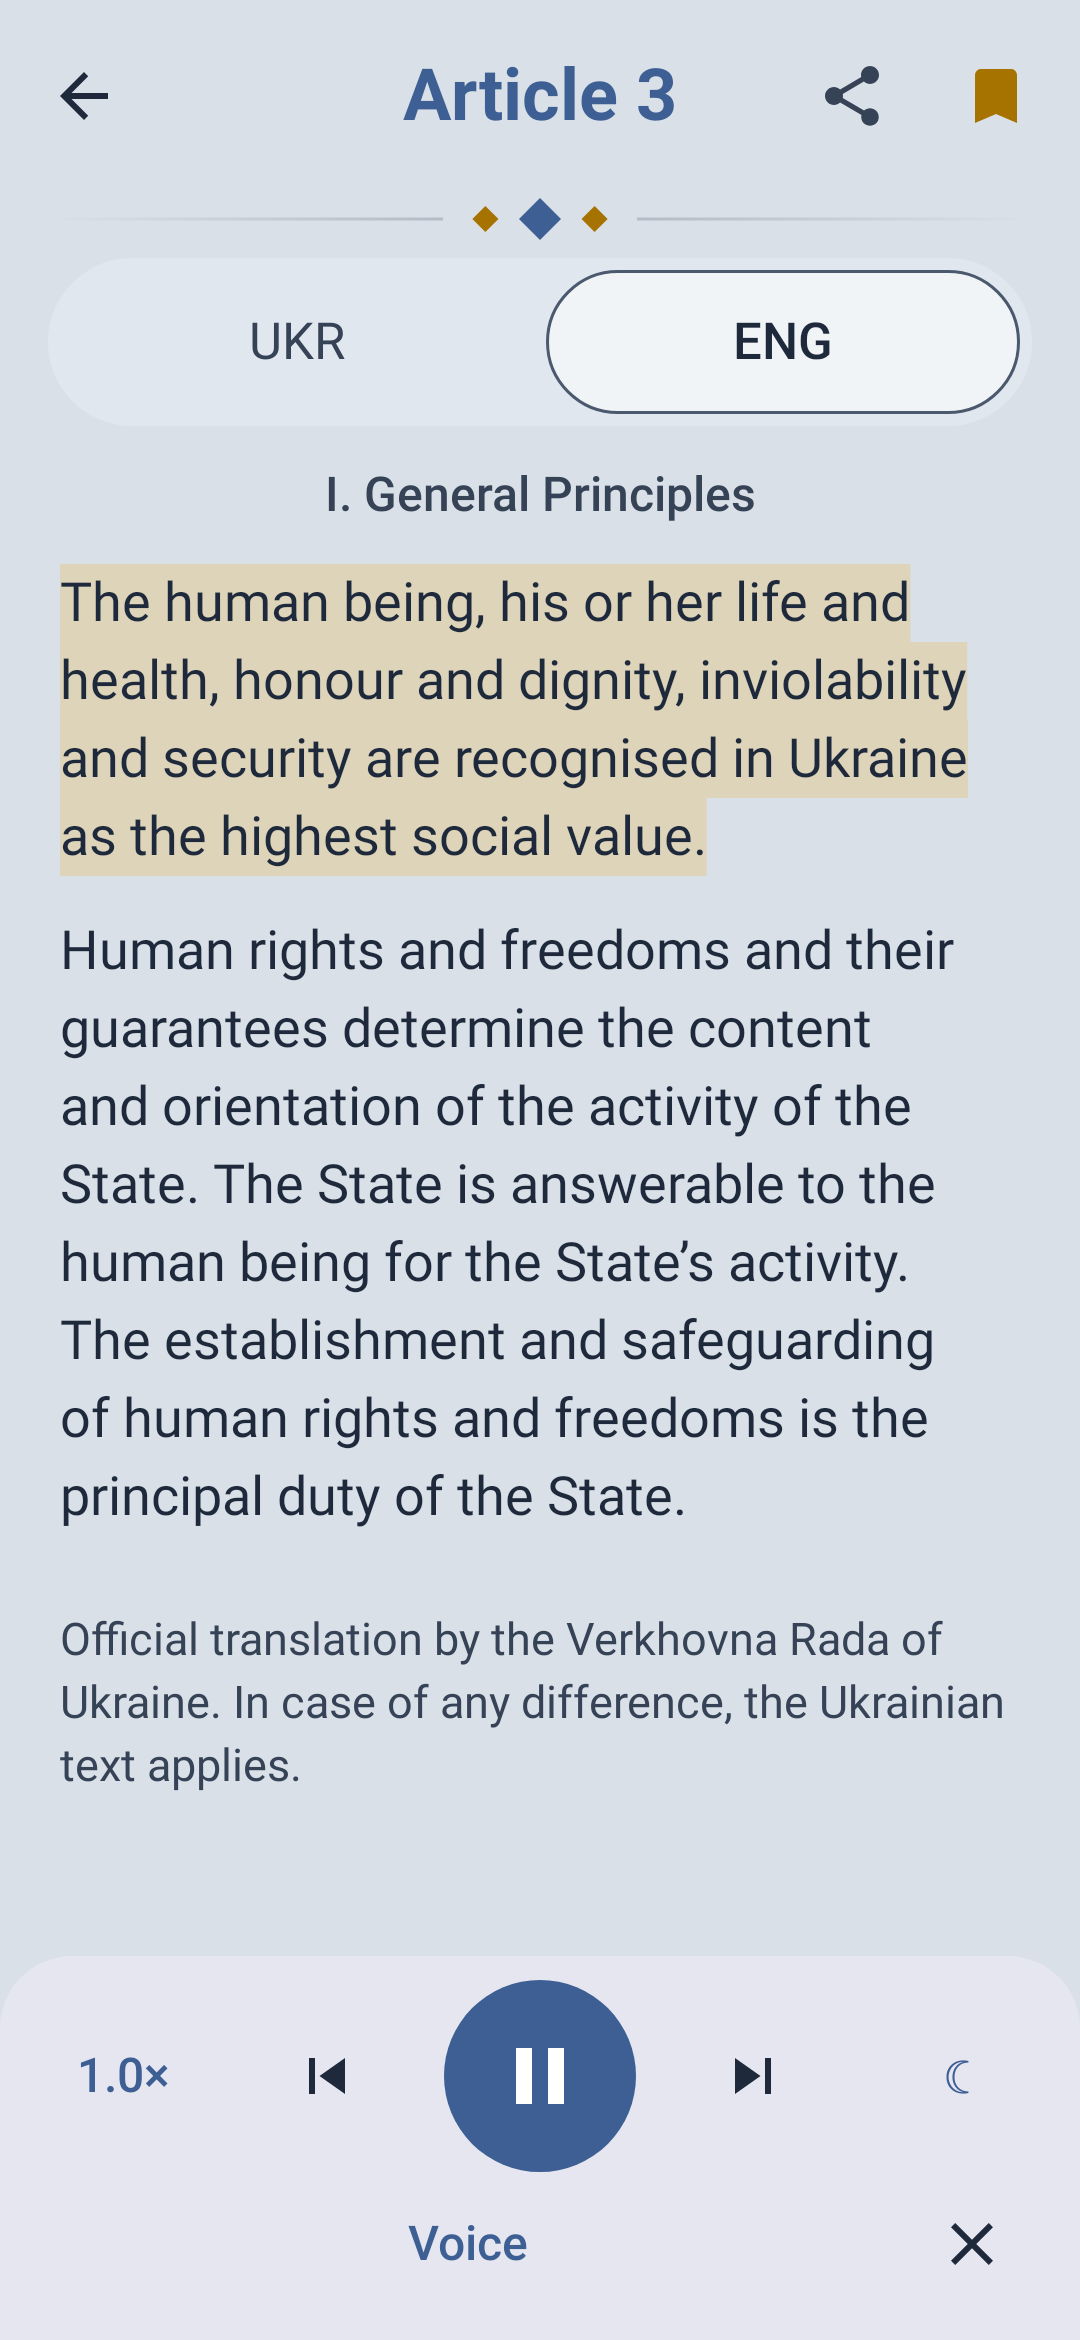 Article 3
UKR
ENG
I. General Principles
The human being, his or her life and
health, honour and dignity, inviolability
and security are recognised in Ukraine
as the highest social value.
Human rights and freedoms and their
guarantees determine the content
and orientation of the activity of the
State. The State is answerable to the
human being for the State’s activity.
The establishment and safeguarding
of human rights and freedoms is the
principal duty of the State.
Official translation by the Verkhovna Rada of
Ukraine. In case of any difference, the Ukrainian
text applies.
1.0×
Voice